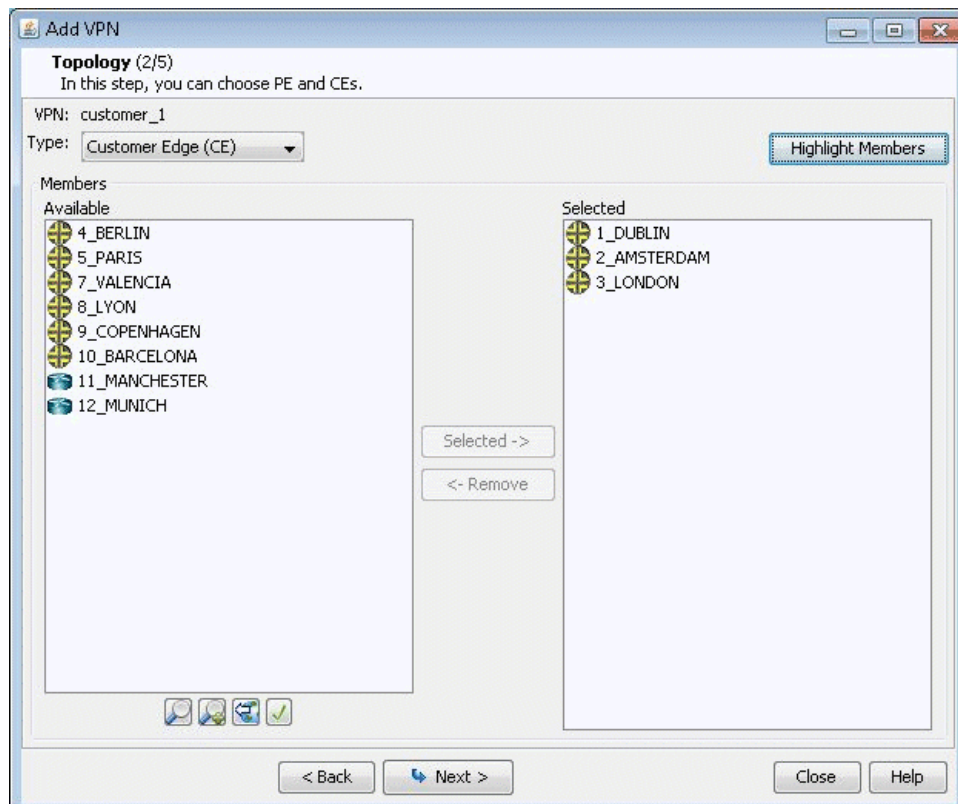 Add VPN
Topology (2/5)
In this step, you can choose PE and CEs.
VPN: customer_1
Type: Customer Edge (CE)
Highlight Members
Members
Available
4_BERLIN
5_PARIS
7_VALENCIA
8_LYON
9_COPENHAGEN
10_BARCELONA
11_MANCHESTER
12_MUNICH
Selected ->
<- Remove
Selected
1_DUBLIN
2_AMSTERDAM
3_LONDON
< Back
Next >
Close
Help